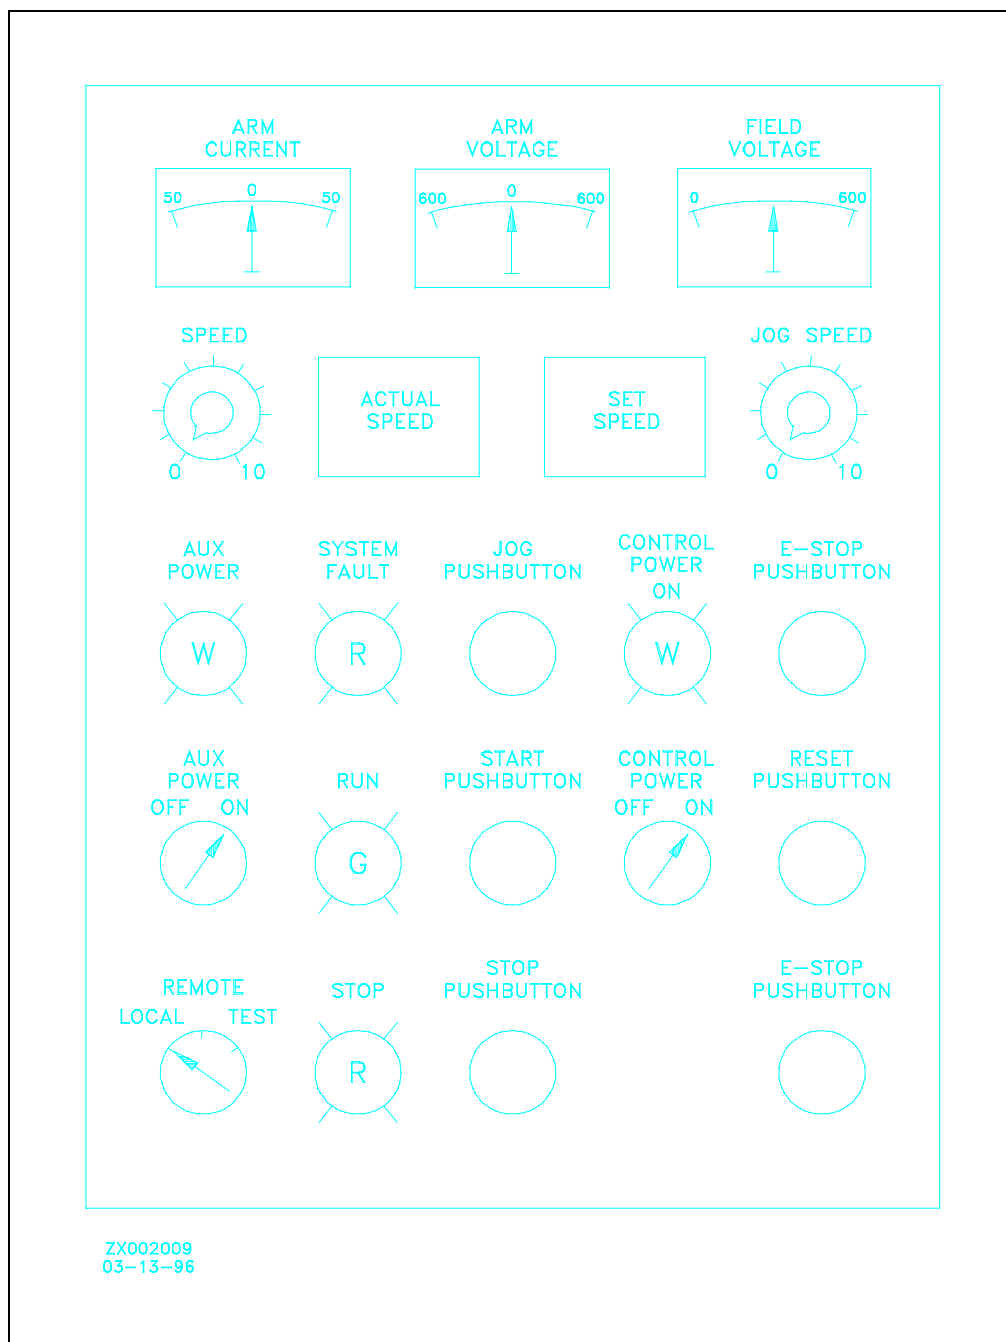 ARM
CURRENT
ARM
VOLTAGE
FIELD
VOLTAGE
50 0 50
600 0 600
0 600
SPEED
ACTUAL
SPEED
SET
SPEED
JOG SPEED
0 10
0 10
AUX
POWER
SYSTEM
FAULT
JOG
PUSHBUTTON
CONTROL
POWER
ON
E-STOP
PUSHBUTTON
W
R
W
AUX
POWER
OFF ON
RUN
START
PUSHBUTTON
CONTROL
POWER
OFF ON
RESET
PUSHBUTTON
G
REMOTE
LOCAL TEST
STOP
STOP
PUSHBUTTON
E-STOP
PUSHBUTTON
R
ZX002009
03-13-96